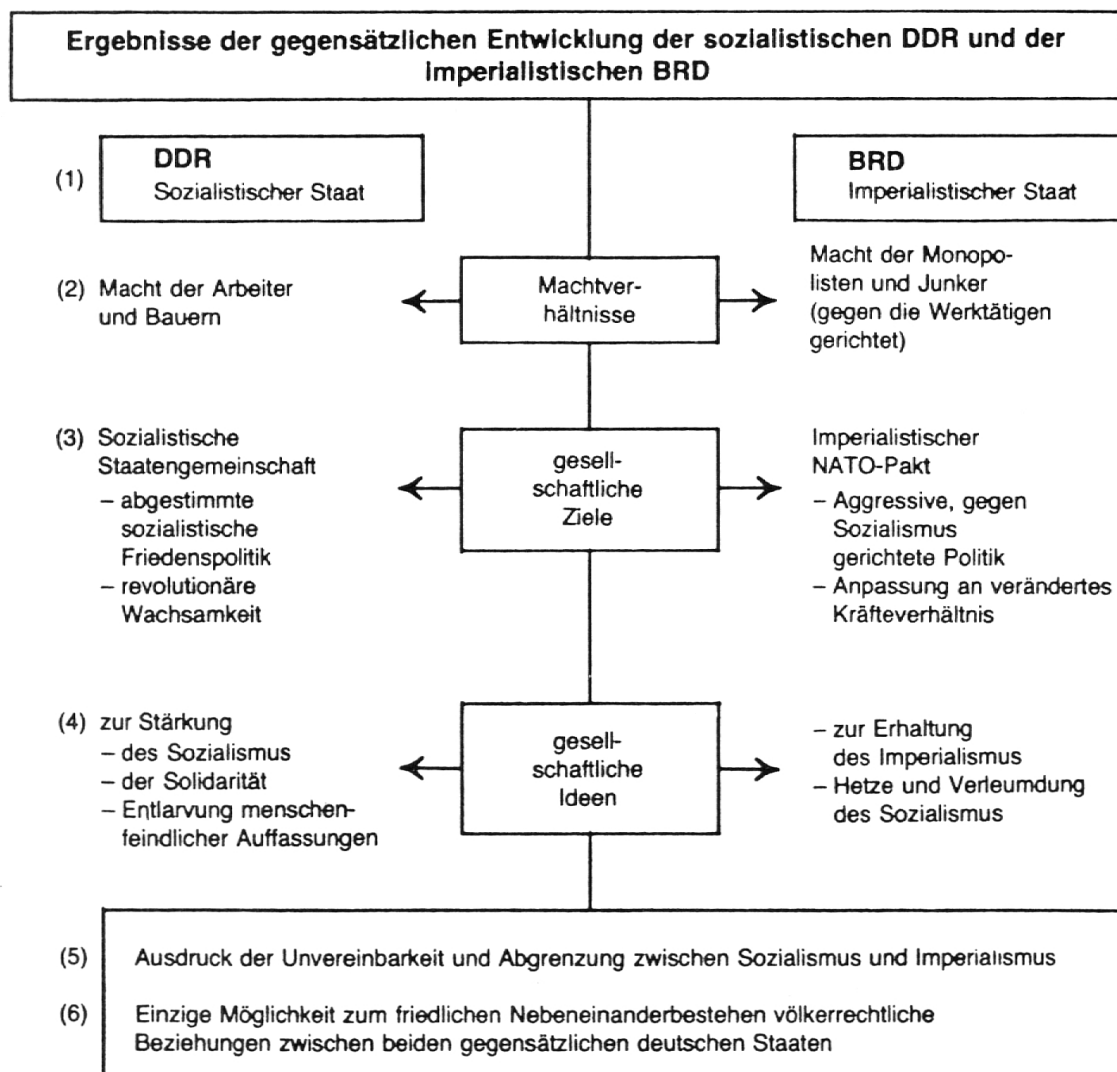 Ergebnisse der gegensätzlichen Entwicklung der sozialistischen DDR und der
imperialistischen BRD
(1)
DDR
Sozialistischer Staat
BRD
Imperialistischer Staat
(2) Macht der Arbeiter
und Bauern
Machtver-
hältnisse
Macht der Monopo-
listen und Junker
(gegen die Werktätigen
gerichtet)
(3) Sozialistische
Staatengemeinschaft
– abgestimmte
sozialistische
Friedenspolitik
– revolutionäre
Wachsamkeit
gesell-
schaftliche
Ziele
Imperialistischer
NATO-Pakt
– Aggressive, gegen
Sozialismus
gerichtete Politik
– Anpassung an verändertes
Kräfteverhältnis
(4) zur Stärkung
– des Sozialismus
– der Solidarität
– Entlarvung menschen-
feindlicher Auffassungen
gesell-
schaftliche
Ideen
– zur Erhaltung
des Imperialismus
– Hetze und Verleumdung
des Sozialismus
(5) Ausdruck der Unvereinbarkeit und Abgrenzung zwischen Sozialismus und Imperialismus
(6) Einzige Möglichkeit zum friedlichen Nebeneinanderbestehen völkerrechtliche
Beziehungen zwischen beiden gegensätzlichen deutschen Staaten